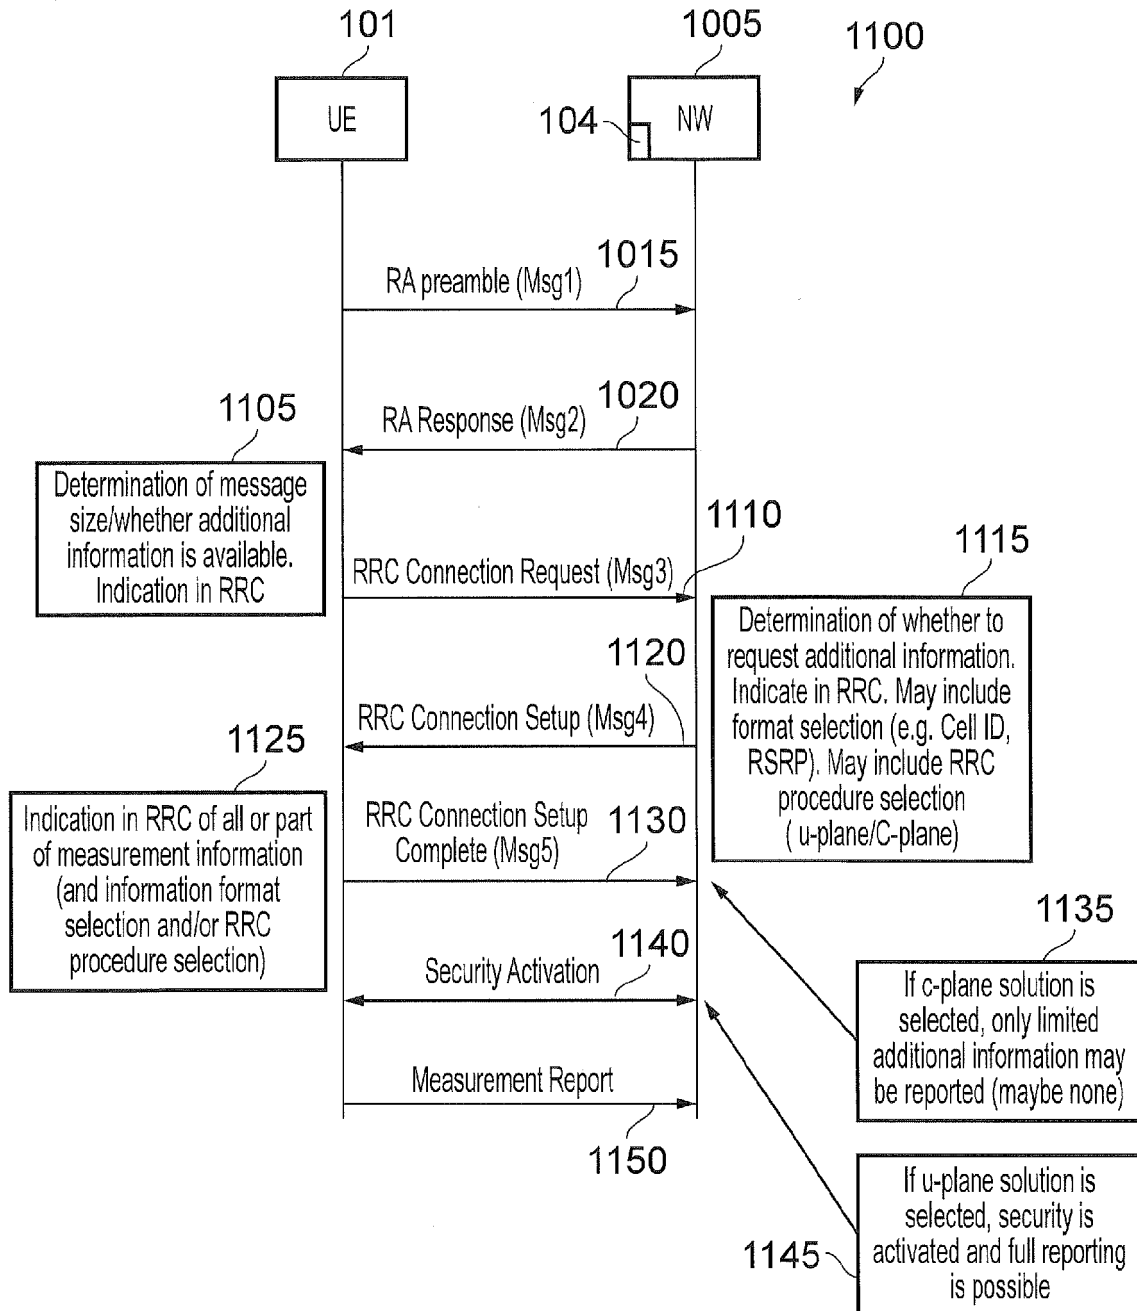 101
1005
1100
UE
104
NW
1015
RA preamble (Msg1)
1020
RA Response (Msg2)
1105
Determination of message
size/whether additional
information is available.
Indication in RRC
1110
RRC Connection Request (Msg3)
1115
Determination of whether to
request additional information.
Indicate in RRC. May include
format selection (e.g. Cell ID,
RSRP). May include RRC
procedure selection
( u-plane/C-plane)
1120
RRC Connection Setup (Msg4)
1125
Indication in RRC of all or part
of measurement information
(and information format
selection and/or RRC
procedure selection)
RRC Connection Setup
Complete (Msg5)
1130
1135
If c-plane solution is
selected, only limited
additional information may
be reported (maybe none)
1140
Security Activation
Measurement Report
1150
If u-plane solution is
selected, security is
activated and full reporting
is possible
1145